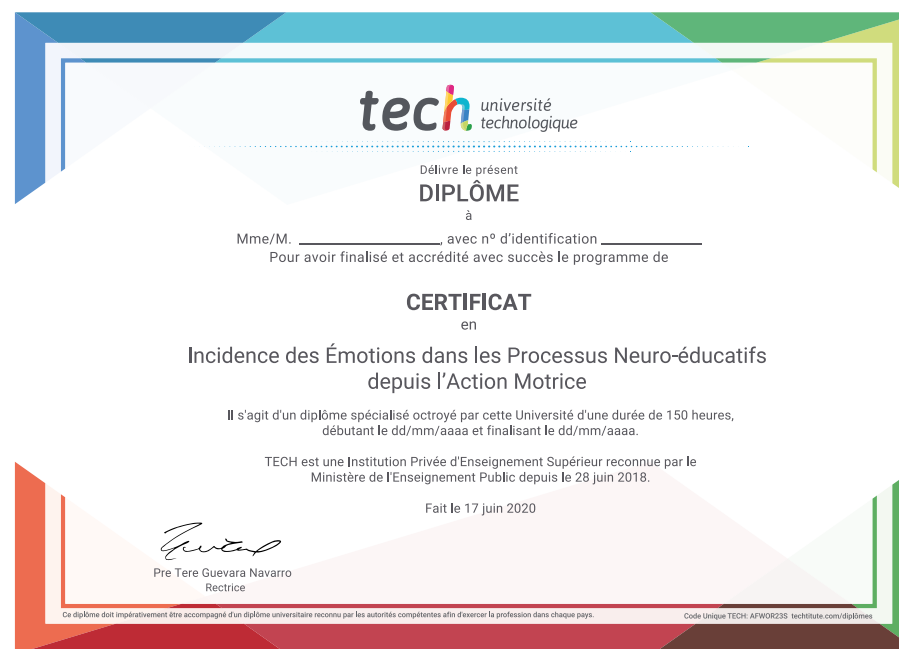 tech université
technologique
Délivre le présent
DIPLÔME
à
Mme/M. ____________________, avec nº d'identification ______________
Pour avoir finalisé et accrédité avec succès le programme de
CERTIFICAT
en
Incidence des Émotions dans les Processus Neuro-éducatifs
depuis l'Action Motrice
Il s'agit d'un diplôme spécialisé octroyé par cette Université d'une durée de 150 heures,
débutant le dd/mm/aaaa et finalisant le dd/mm/aaaa.
TECH est une Institution Privée d'Enseignement Supérieur reconnue par le
Ministère de l'Enseignement Public depuis le 28 juin 2018.
Fait le 17 juin 2020
Pre Tere Guevara Navarro
Rectrice
Ce diplôme doit impérativement être accompagné d'un diplôme universitaire reconnu par les autorités compétentes afin d'exercer la profession dans chaque pays.
Code Unique TECH: AFWOR23S techtitute.com/diplômes